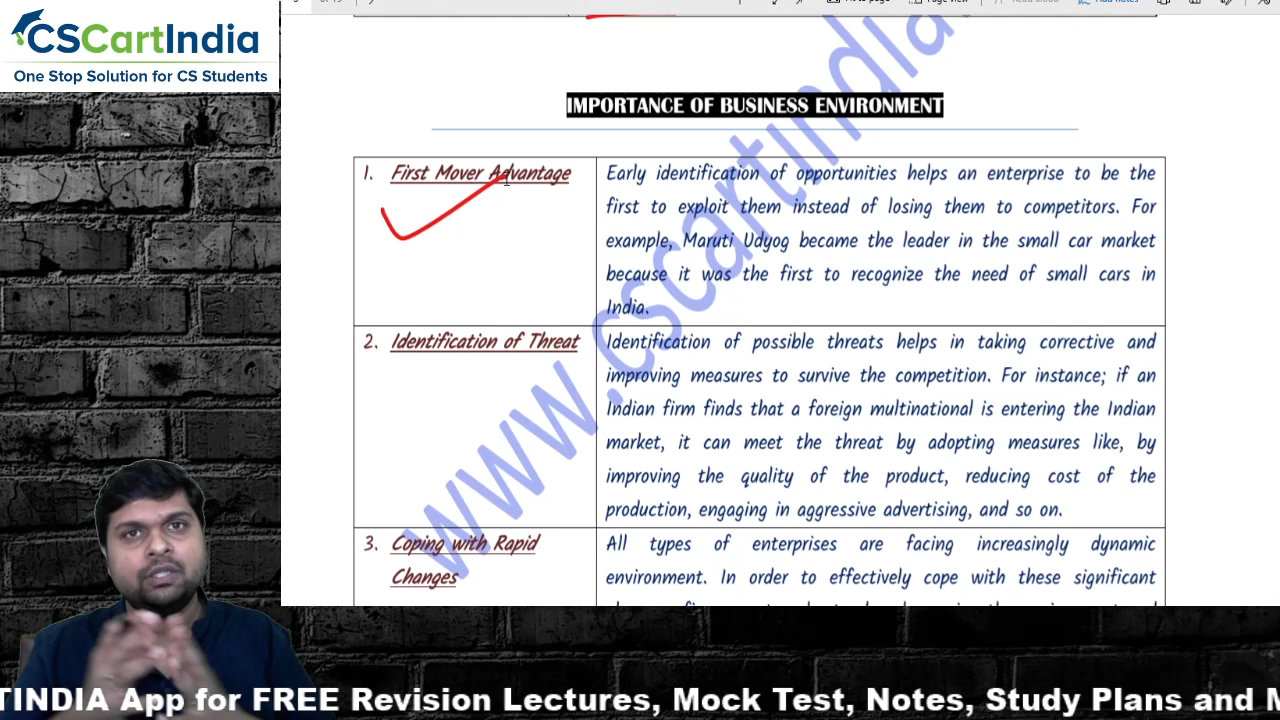 CSCartIndia
One Stop Solution for CS Students
IMPORTANCE OF BUSINESS ENVIRONMENT
1. First Mover Advantage
Early identification of opportunities helps an enterprise to be the
first to exploit them instead of losing them to competitors. For
example, Maruti Udyog became the leader in the small car market
because it was the first to recognize the need of small cars in
India.
2. Identification of Threat
Identification of possible threats helps in taking corrective and
improving measures to survive the competition. For instance; if an
Indian firm finds that a foreign multinational is entering the Indian
market, it can meet the threat by adopting measures like, by
improving the quality of the product, reducing cost of the
production, engaging in aggressive advertising, and so on.
3. Coping with Rapid
Changes
All types of enterprises are facing increasingly dynamic
environment. In order to effectively cope with these significant
www.cscartindia
TINDIA App for FREE Revision Lectures, Mock Test, Notes, Study Plans and M